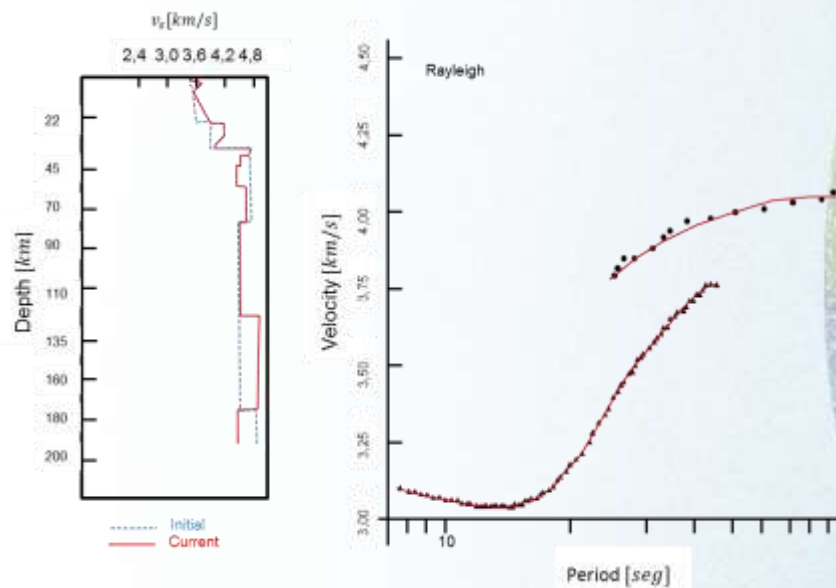 vₛ[km/s]
2,4 3,0 3,6 4,2 4,8
Depth [km]
22
45
70
90
110
135
160
180
200
Initial
Current
Rayleigh
Velocity [km/s]
4,50
4,25
4,00
3,75
3,50
3,25
3,00
10
Period [seg]